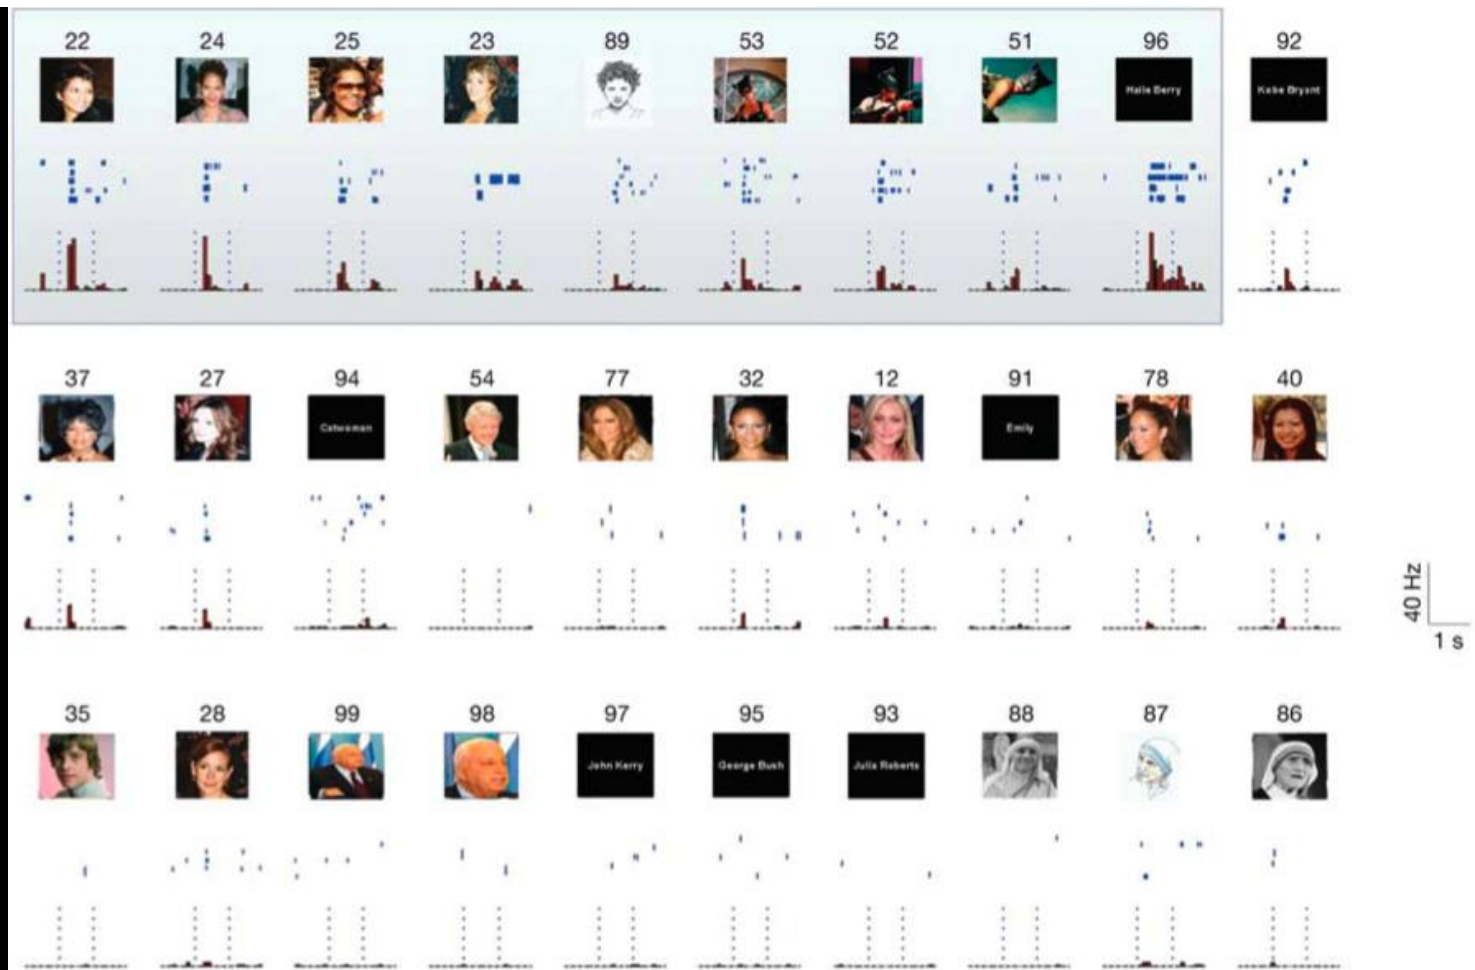 22 24 25 23 89 53 52 51 96 92
Halle Berry
Kobe Bryant
37 27 94 54 77 32 12 91 78 40
Catwoman
Emily
40 Hz
1 s
35 28 99 98 97 95 93 88 87 86
John Kerry
George Bush
Julia Roberts